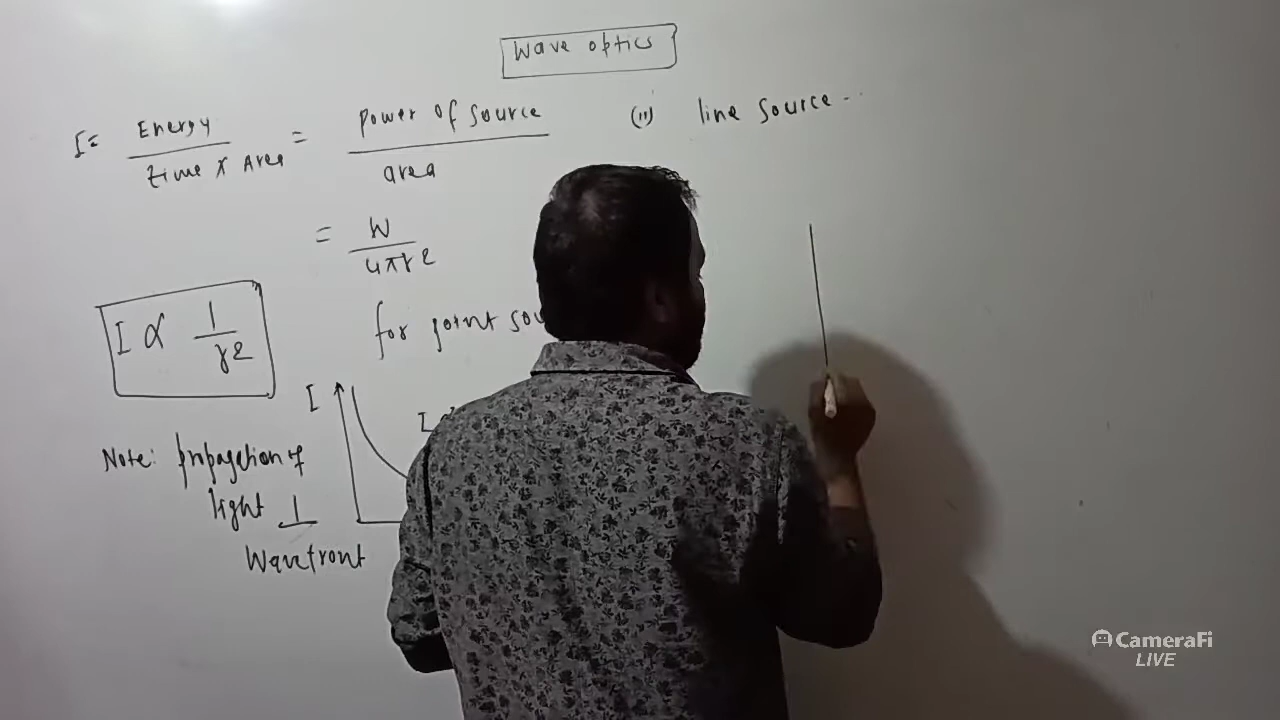 Wave optics
I = Energy / time × Area = Power of source / area
= W / 4πr2
I ∝ 1 / r2
for point
I
I
Note: propagation of
light ⊥
Wavefront
(ii) line source...
CameraFi
LIVE